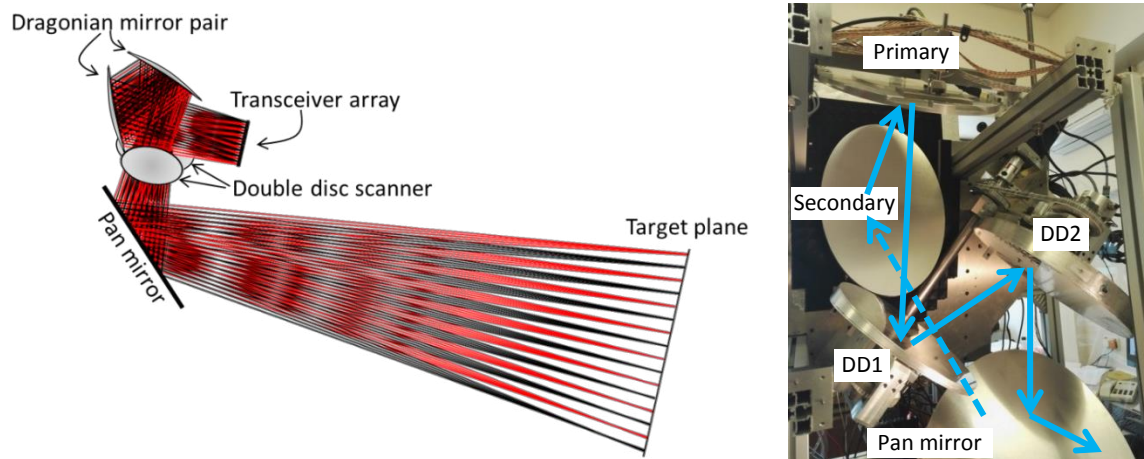 Dragonian mirror pair
Transceiver array
Double disc scanner
Pan mirror
Target plane
Primary
Secondary
DD2
DD1
Pan mirror